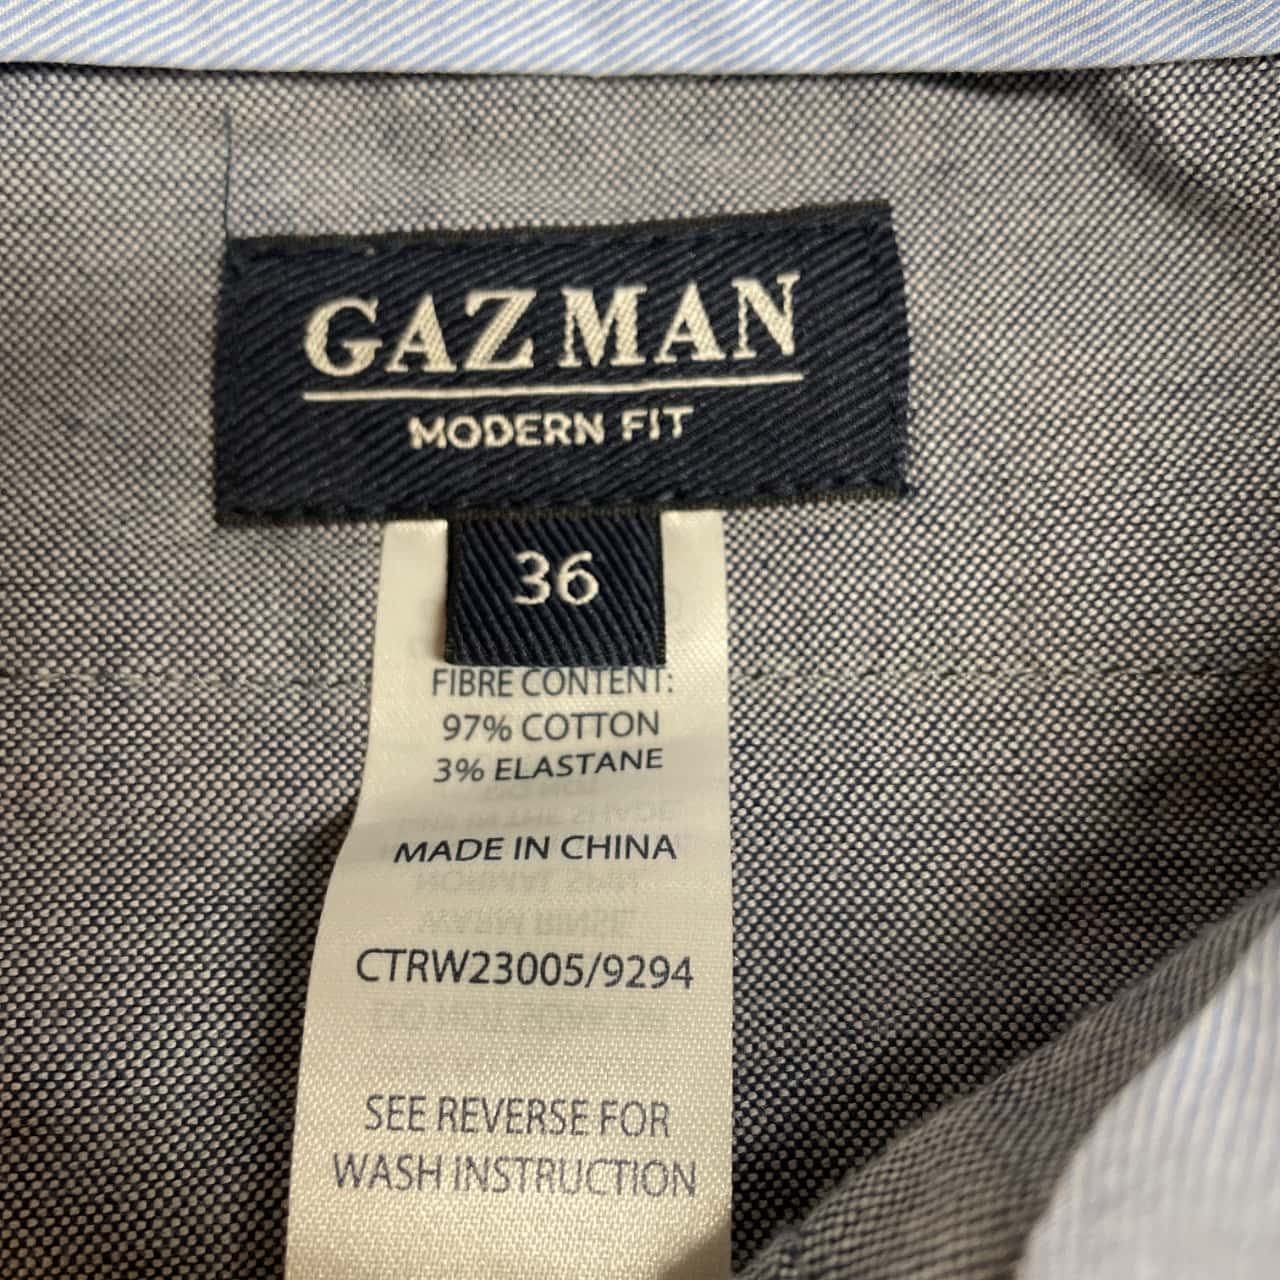 GAZMAN
MODERN FIT
36
FIBRE CONTENT:
97% COTTON
3% ELASTANE
MADE IN CHINA
CTRW23005/9294
SEE REVERSE FOR
WASH INSTRUCTION